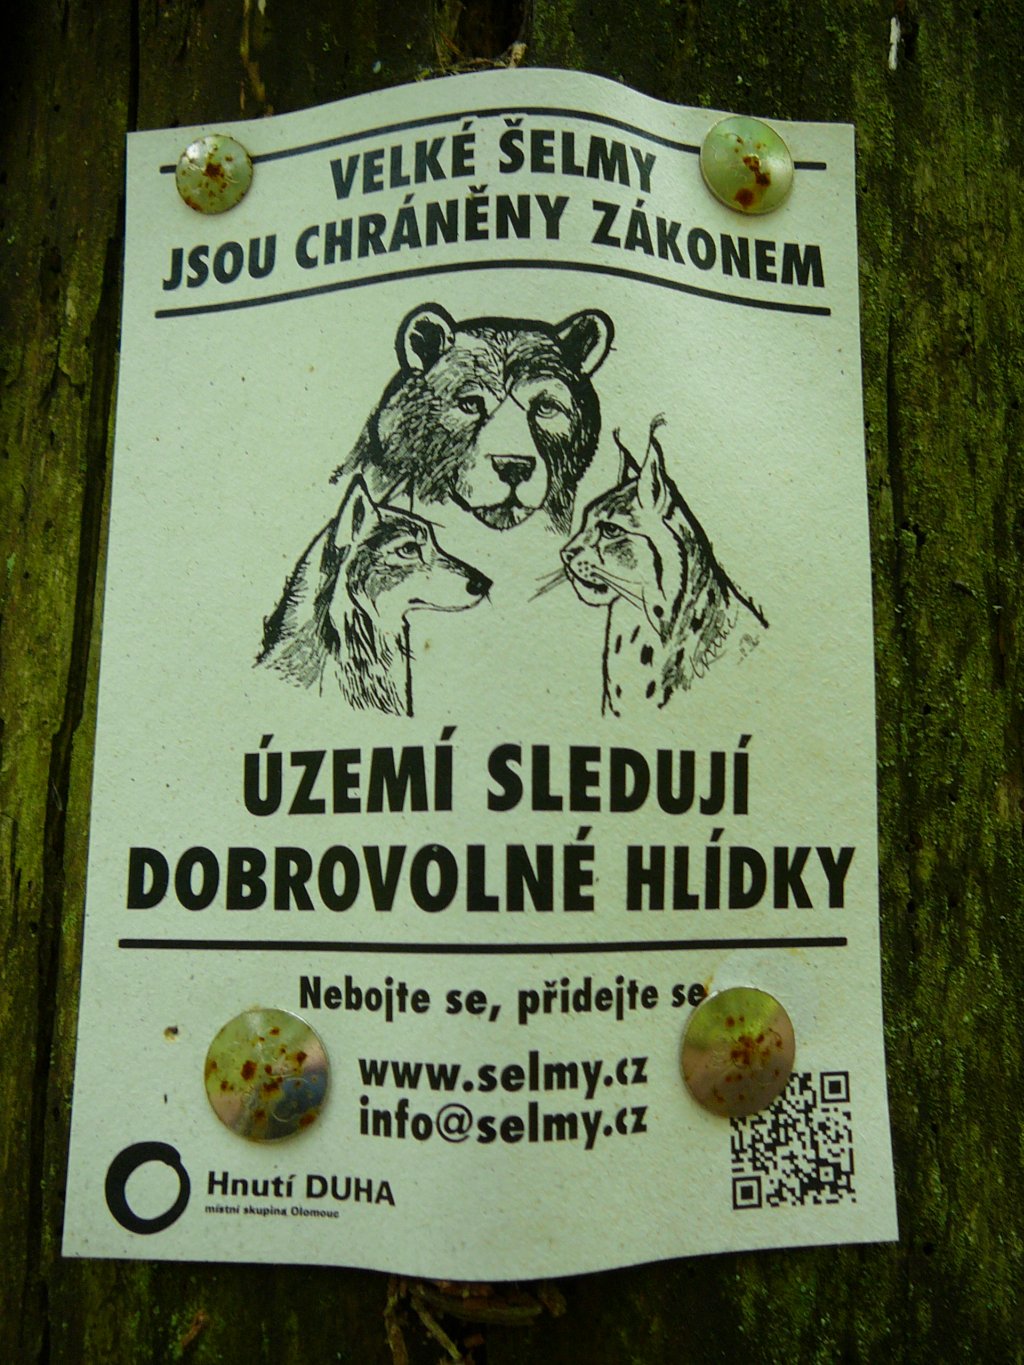 VELKÉ ŠELMY
JSOU CHRÁNĚNY ZÁKONEM
ÚZEMÍ SLEDUJÍ
DOBROVOLNÉ HLÍDKY
Nebojte se, přidejte se
www.selmy.cz
info@selmy.cz
Hnutí DUHA
místní skupina Olomouc